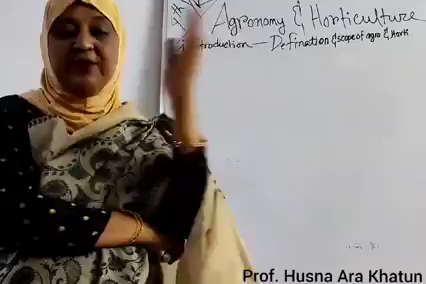 Agronomy & Horticulture
Introduction — Defination & scope of agro & Horti
Prof. Husna Ara Khatun